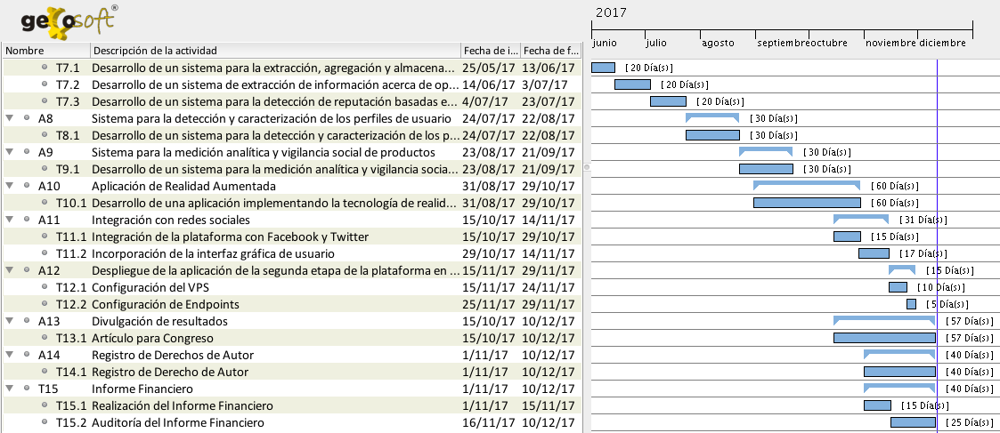 gecosoft®
2017
junio julio agosto septiembre octubre noviembre diciembre
Nombre Descripción de la actividad Fecha de i... Fecha de f...
T7.1 Desarrollo de un sistema para la extracción, agregación y almacena... 25/05/17 13/06/17 [20 Día(s)]
T7.2 Desarrollo de un sistema de extracción de información acerca de op... 14/06/17 3/07/17 [20 Día(s)]
T7.3 Desarrollo de un sistema para la detección de reputación basadas e... 4/07/17 23/07/17 [20 Día(s)]
A8 Sistema para la detección y caracterización de los perfiles de usuario 24/07/17 22/08/17 [30 Día(s)]
T8.1 Desarrollo de un sistema para la detección y caracterización de los p... 24/07/17 22/08/17 [30 Día(s)]
A9 Sistema para la medición analítica y vigilancia social de productos 23/08/17 21/09/17 [30 Día(s)]
T9.1 Desarrollo de un sistema para la medición analítica y vigilancia socia... 23/08/17 21/09/17 [30 Día(s)]
A10 Aplicación de Realidad Aumentada 31/08/17 29/10/17 [60 Día(s)]
T10.1 Desarrollo de una aplicación implementando la tecnología de realid... 31/08/17 29/10/17 [60 Día(s)]
A11 Integración con redes sociales 15/10/17 14/11/17 [31 Día(s)]
T11.1 Integración de la plataforma con Facebook y Twitter 15/10/17 29/10/17 [15 Día(s)]
T11.2 Incorporación de la interfaz gráfica de usuario 29/10/17 14/11/17 [17 Día(s)]
A12 Despliegue de la aplicación de la segunda etapa de la plataforma en ... 15/11/17 29/11/17 [15 Día(s)]
T12.1 Configuración del VPS 15/11/17 24/11/17 [10 Día(s)]
T12.2 Configuración de Endpoints 25/11/17 29/11/17 [5 Día(s)]
A13 Divulgación de resultados 15/10/17 10/12/17 [57 Día(s)]
T13.1 Artículo para Congreso 15/10/17 10/12/17 [57 Día(s)]
A14 Registro de Derechos de Autor 1/11/17 10/12/17 [40 Día(s)]
T14.1 Registro de Derecho de Autor 1/11/17 10/12/17 [40 Día(s)]
T15 Informe Financiero 1/11/17 10/12/17 [40 Día(s)]
T15.1 Realización del Informe Financiero 1/11/17 15/11/17 [15 Día(s)]
T15.2 Auditoría del Informe Financiero 16/11/17 10/12/17 [25 Día(s)]